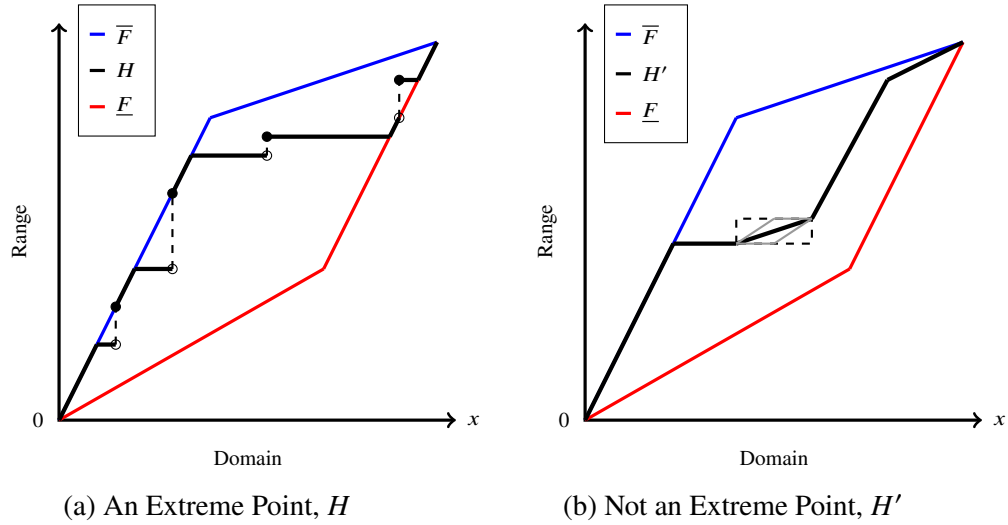 F̅
H
F̲
Range
0
x
Domain
(a) An Extreme Point, H
F̅
H′
F̲
Range
0
x
Domain
(b) Not an Extreme Point, H′